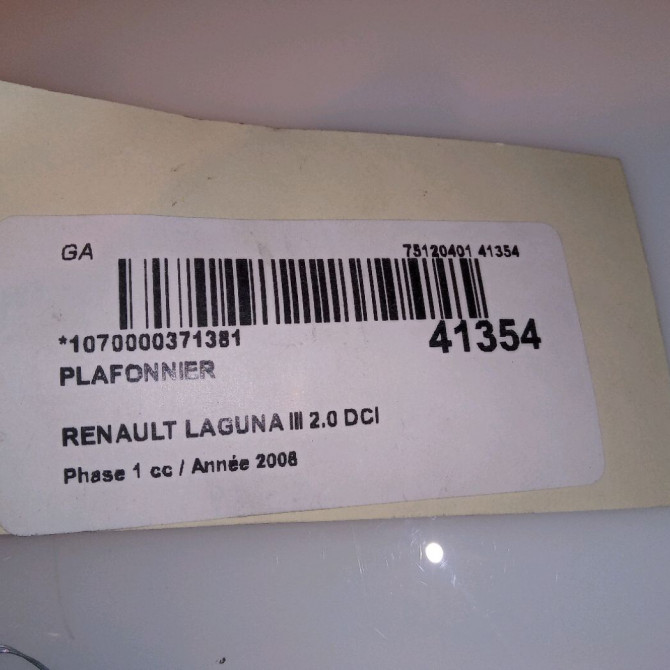 GA 75120401 41354
*1070000371381 41354
PLAFONNIER
RENAULT LAGUNA III 2.0 DCI
Phase 1 cc / Année 2008